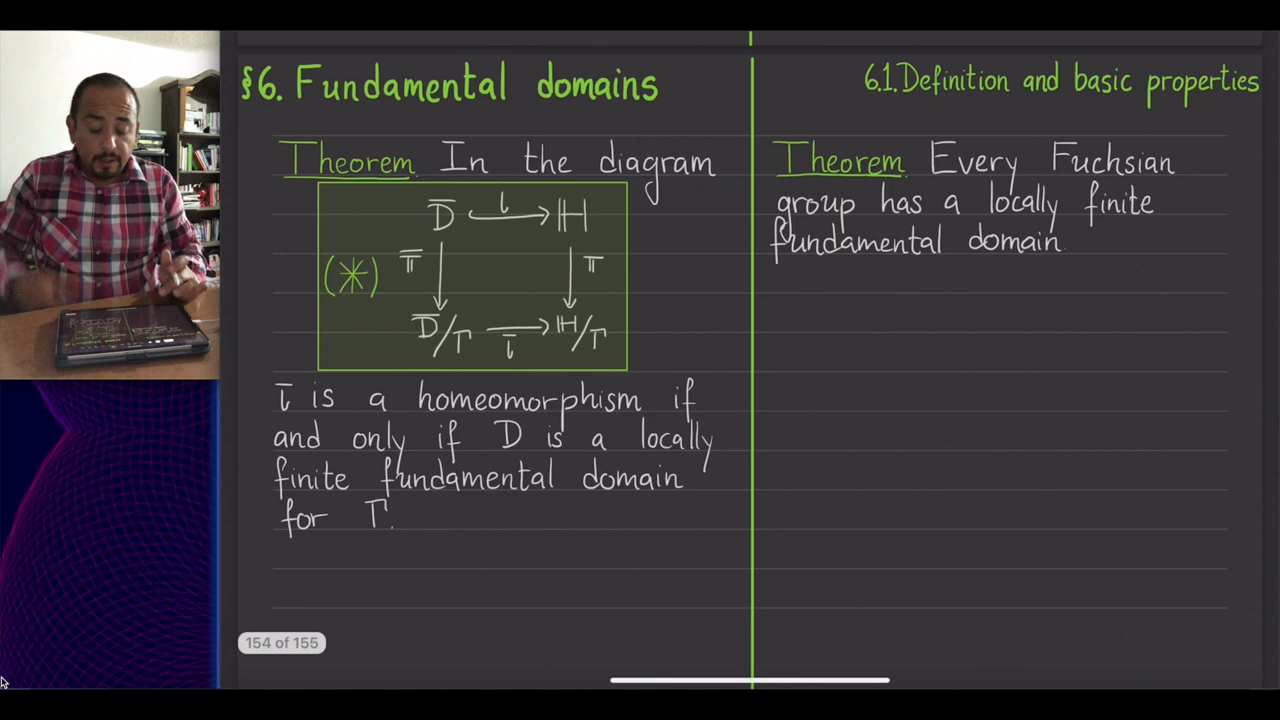 §6. Fundamental domains
6.1. Definition and basic properties
Theorem. In the diagram
D̅ ι ℍ
(*) π̅ π
D̅/Γ ι̅ ℍ/Γ
ι̅ is a homeomorphism if
and only if D is a locally
finite fundamental domain
for Γ.
Theorem. Every Fuchsian
group has a locally finite
fundamental domain.
154 of 155